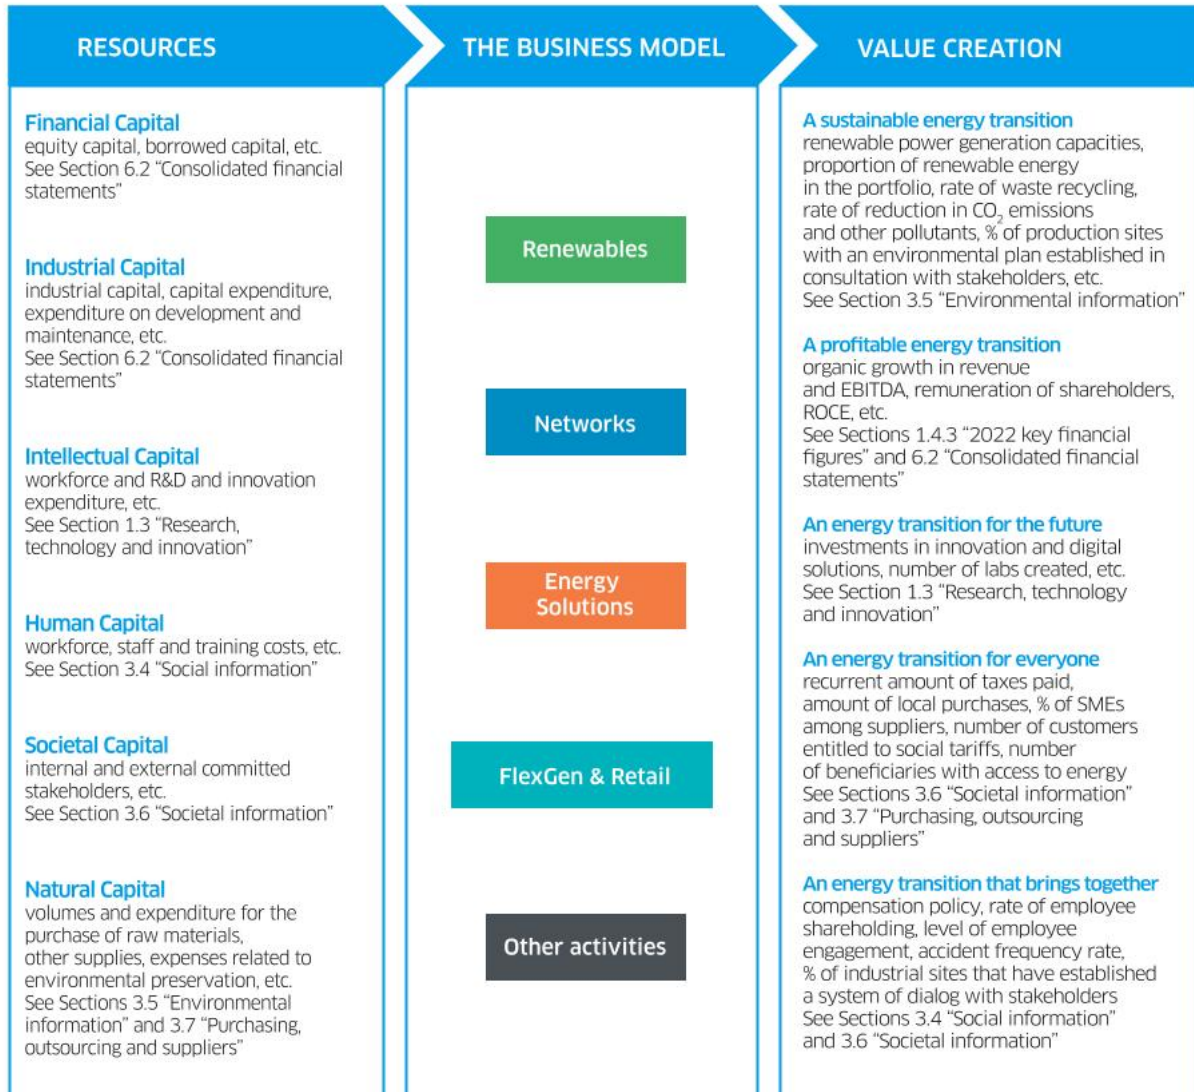 RESOURCES
Financial Capital
equity capital, borrowed capital, etc.
See Section 6.2 “Consolidated financial
statements”
Industrial Capital
industrial capital, capital expenditure,
expenditure on development and
maintenance, etc.
See Section 6.2 “Consolidated financial
statements”
Intellectual Capital
workforce and R&D and innovation
expenditure, etc.
See Section 1.3 “Research,
technology and innovation”
Human Capital
workforce, staff and training costs, etc.
See Section 3.4 “Social information”
Societal Capital
internal and external committed
stakeholders, etc.
See Section 3.6 “Societal information”
Natural Capital
volumes and expenditure for the
purchase of raw materials,
other supplies, expenses related to
environmental preservation, etc.
See Sections 3.5 “Environmental
information” and 3.7 “Purchasing,
outsourcing and suppliers”
THE BUSINESS MODEL
Renewables
Networks
Energy
Solutions
FlexGen & Retail
Other activities
VALUE CREATION
A sustainable energy transition
renewable power generation capacities,
proportion of renewable energy
in the portfolio, rate of waste recycling,
rate of reduction in CO₂ emissions
and other pollutants, % of production sites
with an environmental plan established in
consultation with stakeholders, etc.
See Section 3.5 “Environmental information”
A profitable energy transition
organic growth in revenue
and EBITDA, remuneration of shareholders,
ROCE, etc.
See Sections 1.4.3 “2022 key financial
figures” and 6.2 “Consolidated financial
statements”
An energy transition for the future
investments in innovation and digital
solutions, number of labs created, etc.
See Section 1.3 “Research, technology
and innovation”
An energy transition for everyone
recurrent amount of taxes paid,
amount of local purchases, % of SMEs
among suppliers, number of customers
entitled to social tariffs, number
of beneficiaries with access to energy
See Sections 3.6 “Societal information”
and 3.7 “Purchasing, outsourcing
and suppliers”
An energy transition that brings together
compensation policy, rate of employee
shareholding, level of employee
engagement, accident frequency rate,
% of industrial sites that have established
a system of dialog with stakeholders
See Sections 3.4 “Social information”
and 3.6 “Societal information”